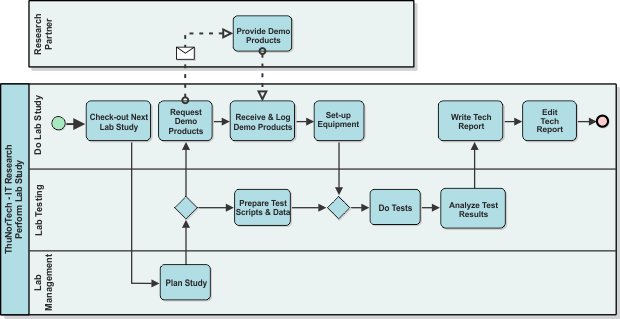 Research
Partner
Provide Demo
Products
ThuNorTech - IT Research
Perform Lab Study
Do Lab Study
Check-out Next
Lab Study
Request
Demo
Products
Receive & Log
Demo Products
Set-up
Equipment
Write Tech
Report
Edit
Tech
Report
Lab Testing
Prepare Test
Scripts & Data
Do Tests
Analyze Test
Results
Lab
Management
Plan Study